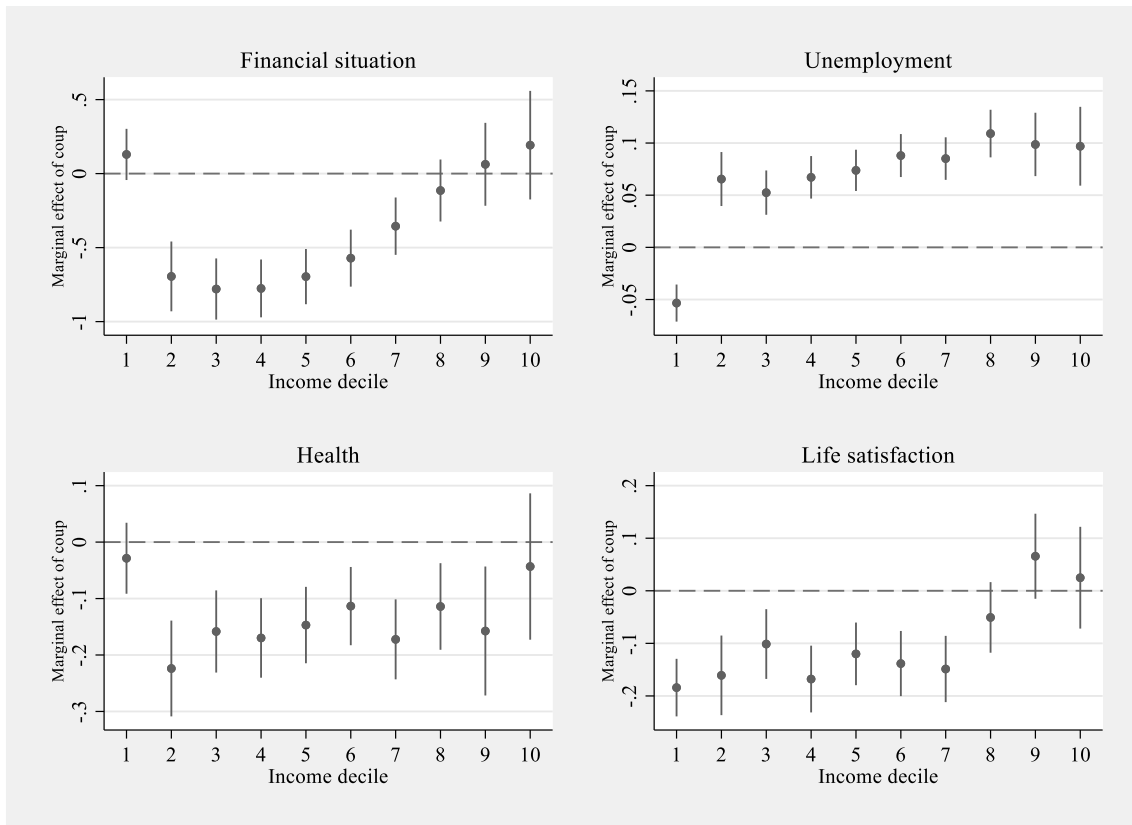 Financial situation
Marginal effect of coup
.5
0
-.5
-1
1 2 3 4 5 6 7 8 9 10
Income decile
Unemployment
Marginal effect of coup
.15
.1
.05
0
-.05
1 2 3 4 5 6 7 8 9 10
Income decile
Health
Marginal effect of coup
.1
0
-.1
-.2
-.3
1 2 3 4 5 6 7 8 9 10
Income decile
Life satisfaction
Marginal effect of coup
.2
.1
0
-.1
-.2
1 2 3 4 5 6 7 8 9 10
Income decile